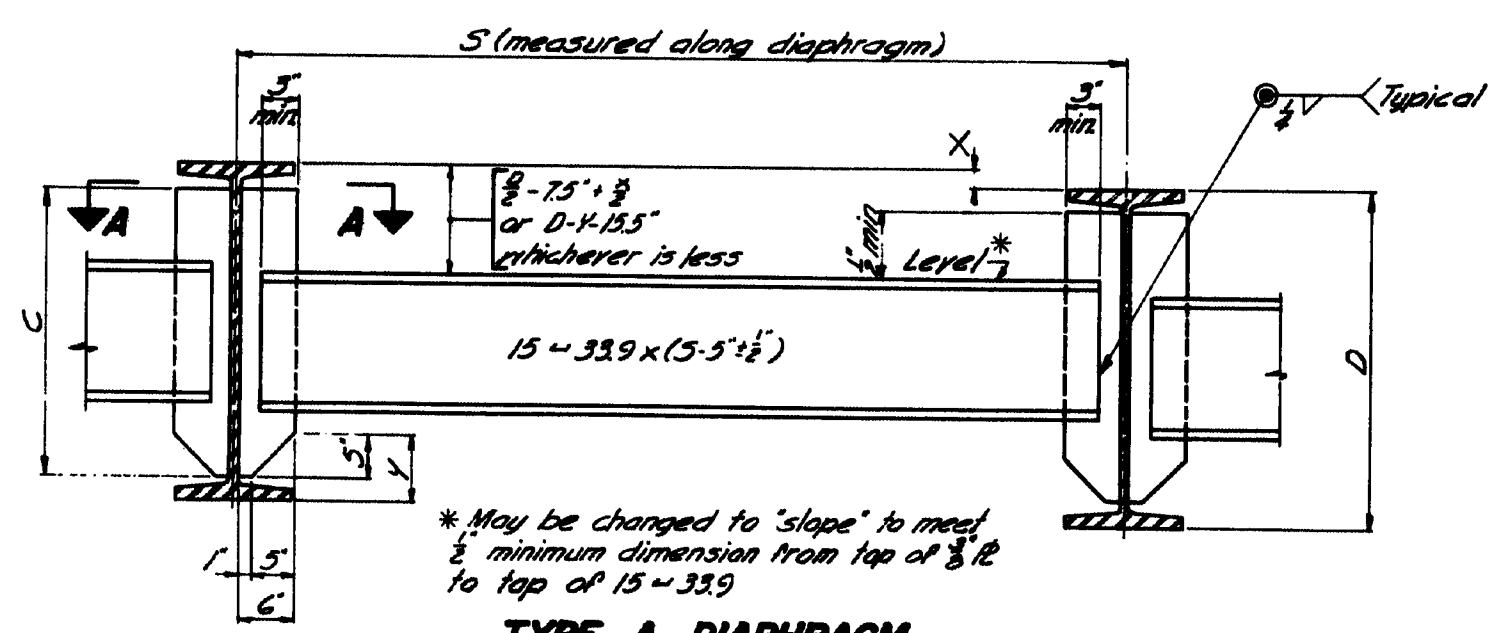 S (measured along diaphragm)
3"
min
3"
min
1/4
Typical
X
D/2 - 7.5" + X/2
or D-Y-15.5"
whichever is less
A
A
1/2" min
Level *
C
15 ⌴ 33.9 x (S-5" ± 1/2")
D
5"
Y
* May be changed to "slope" to meet
1/2" minimum dimension from top of 3/8" ℄
to top of 15 ⌴ 33.9
1"
5"
6"
TYPE A DIAPHRAGM